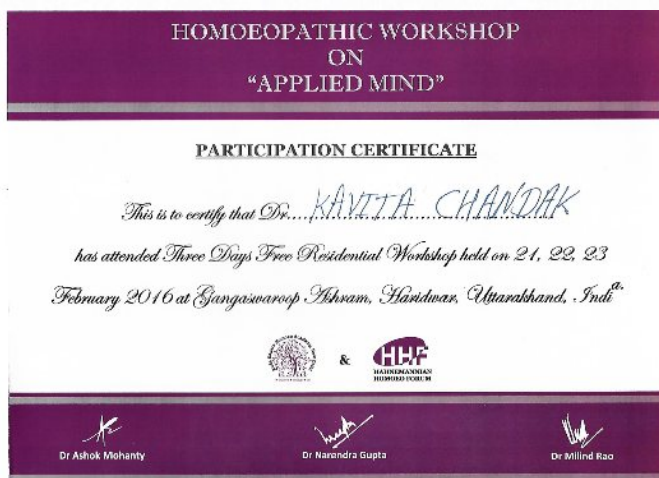 HOMOEOPATHIC WORKSHOP
ON
“APPLIED MIND”
PARTICIPATION CERTIFICATE
This is to certify that Dr....KAVITA CHANDAK
has attended Three Days Free Residential Workshop held on 21, 22, 23
February 2016 at Gangaswaroop Ashram, Haridwar, Uttarakhand, India.
& HHF
HAHNEMANNIAN
HOMOEO FORUM
Dr Ashok Mohanty Dr Narendra Gupta Dr Milind Rao